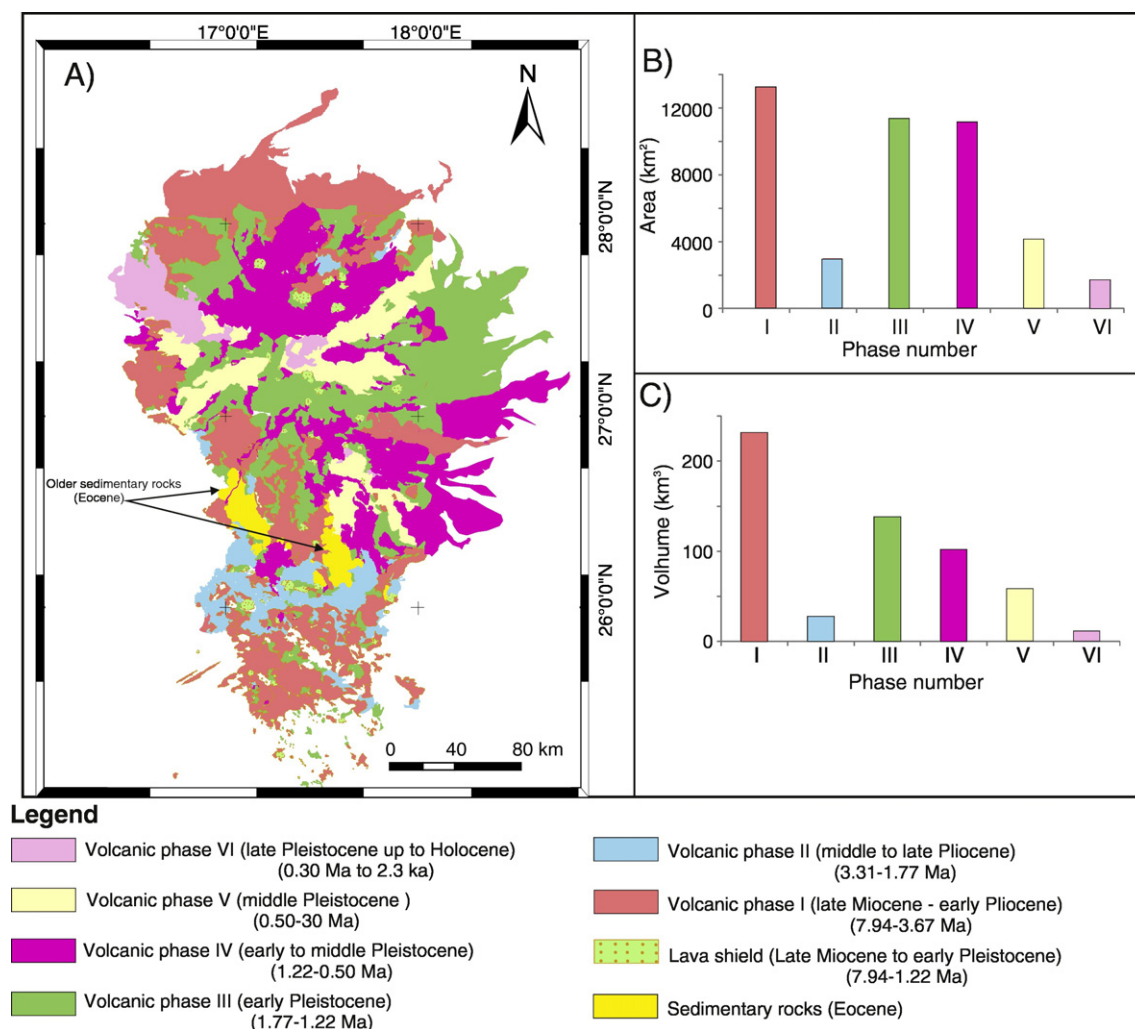 A)
17°0'0"E 18°0'0"E
N
28°0'0"N
27°0'0"N
26°0'0"N
Older sedimentary rocks
(Eocene)
0 40 80 km
B)
Area (km²)
12000
8000
4000
0
I II III IV V VI
Phase number
C)
Volhume (km³)
200
100
0
I II III IV V VI
Phase number
Legend
Volcanic phase VI (late Pleistocene up to Holocene)
(0.30 Ma to 2.3 ka)
Volcanic phase V (middle Pleistocene )
(0.50-30 Ma)
Volcanic phase IV (early to middle Pleistocene)
(1.22-0.50 Ma)
Volcanic phase III (early Pleistocene)
(1.77-1.22 Ma)
Volcanic phase II (middle to late Pliocene)
(3.31-1.77 Ma)
Volcanic phase I (late Miocene - early Pliocene)
(7.94-3.67 Ma)
Lava shield (Late Miocene to early Pleistocene)
(7.94-1.22 Ma)
Sedimentary rocks (Eocene)